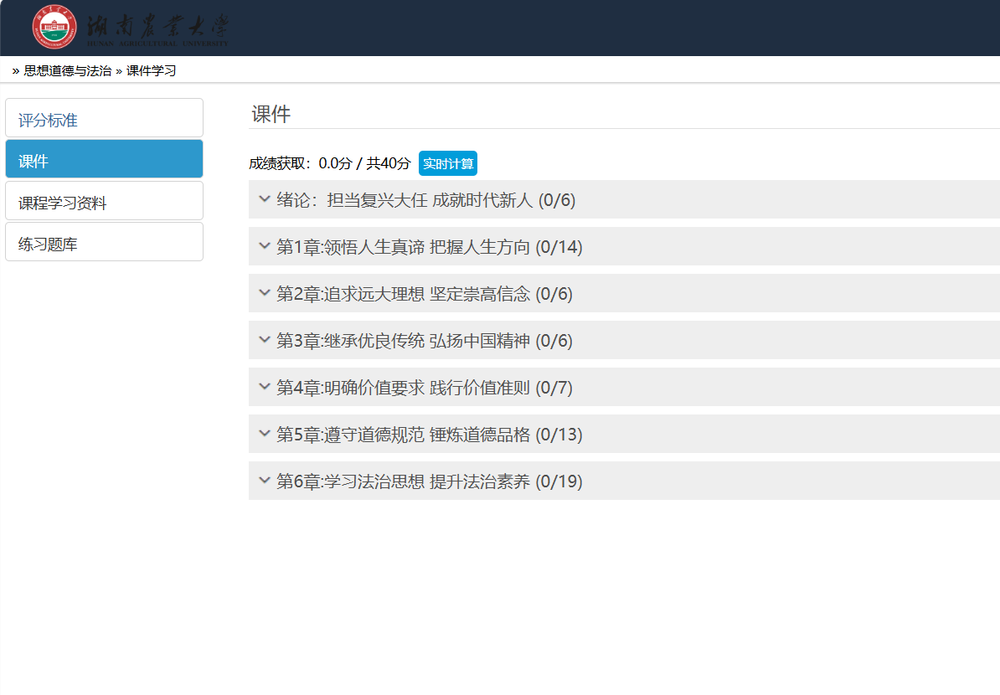 湖南农业大学
HUNAN AGRICULTURAL UNIVERSITY
» 思想道德与法治 » 课件学习
评分标准
课件
课程学习资料
练习题库
课件
成绩获取：0.0分 / 共40分 实时计算
绪论：担当复兴大任 成就时代新人 (0/6)
第1章:领悟人生真谛 把握人生方向 (0/14)
第2章:追求远大理想 坚定崇高信念 (0/6)
第3章:继承优良传统 弘扬中国精神 (0/6)
第4章:明确价值要求 践行价值准则 (0/7)
第5章:遵守道德规范 锤炼道德品格 (0/13)
第6章:学习法治思想 提升法治素养 (0/19)